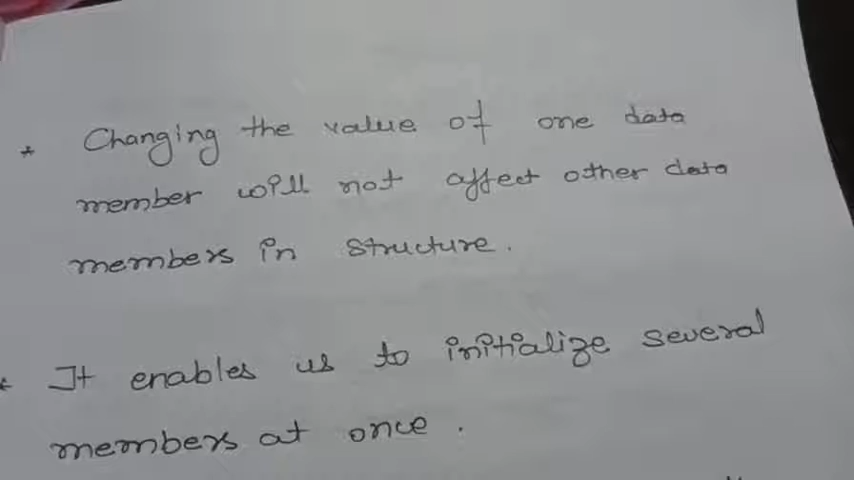 * Changing the value of one data
member will not affect other data
members in structure.
* It enables us to initialize several
members at once.